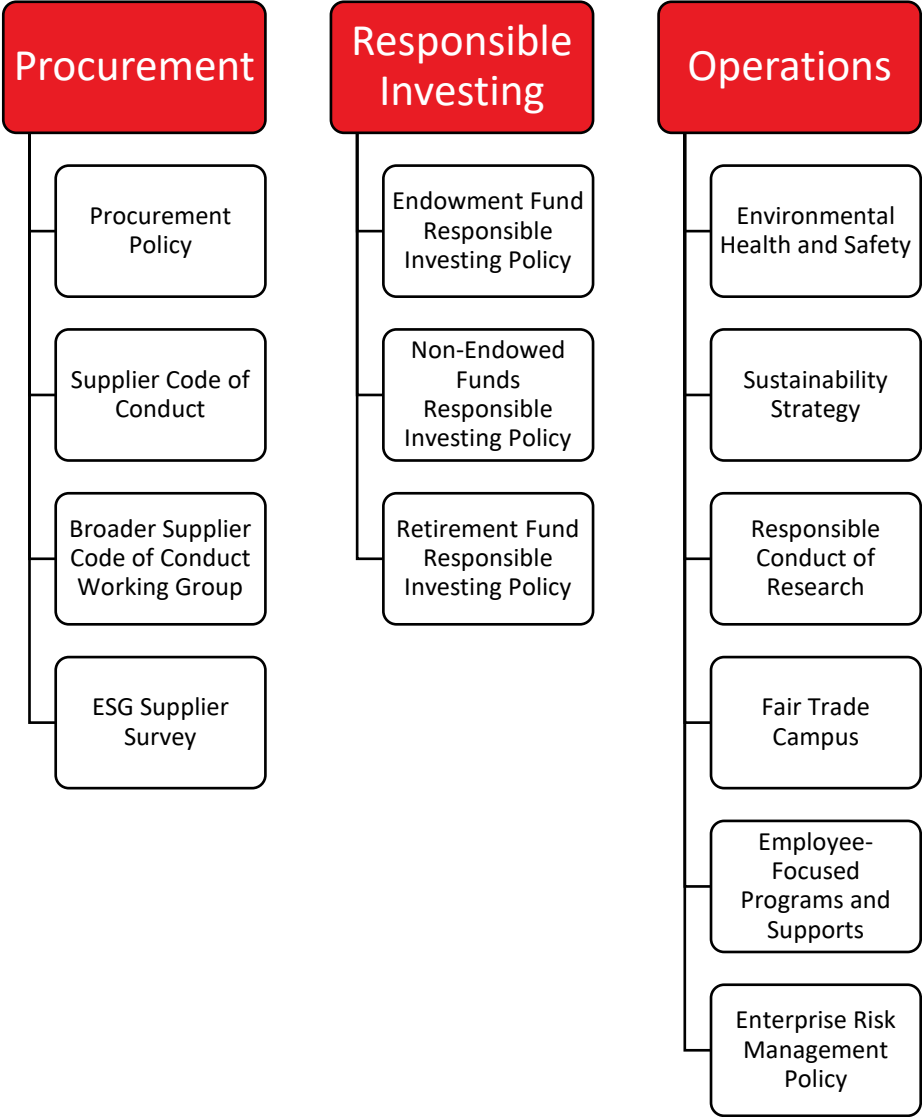 Procurement
Procurement
Policy
Supplier Code of
Conduct
Broader Supplier
Code of Conduct
Working Group
ESG Supplier
Survey
Responsible
Investing
Endowment Fund
Responsible
Investing Policy
Non-Endowed
Funds
Responsible
Investing Policy
Retirement Fund
Responsible
Investing Policy
Operations
Environmental
Health and Safety
Sustainability
Strategy
Responsible
Conduct of
Research
Fair Trade
Campus
Employee-
Focused
Programs and
Supports
Enterprise Risk
Management
Policy